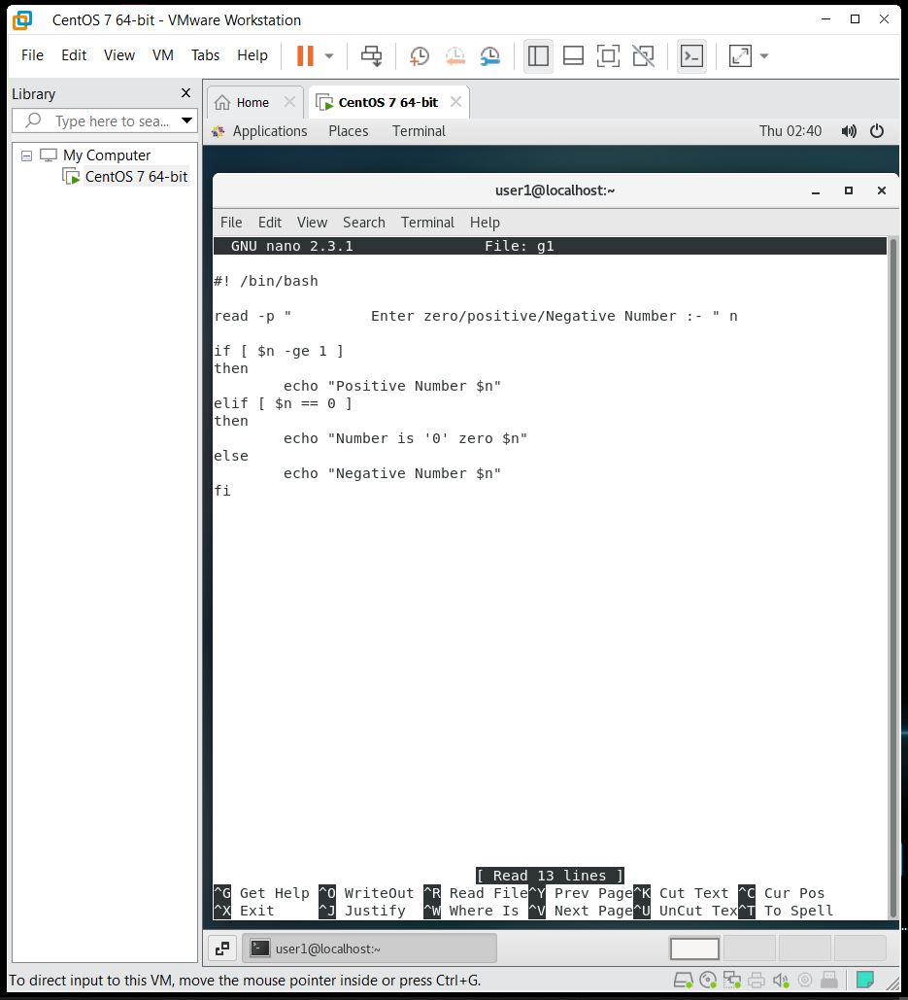 CentOS 7 64-bit - VMware Workstation
File Edit View VM Tabs Help
Library
Type here to sea...
My Computer
CentOS 7 64-bit
Home
CentOS 7 64-bit
Applications Places Terminal Thu 02:40
user1@localhost:~
File Edit View Search Terminal Help
GNU nano 2.3.1 File: g1
#! /bin/bash
read -p "         Enter zero/positive/Negative Number :- " n
if [ $n -ge 1 ]
then
        echo "Positive Number $n"
elif [ $n == 0 ]
then
        echo "Number is '0' zero $n"
else
        echo "Negative Number $n"
fi
[ Read 13 lines ]
^G Get Help ^O WriteOut ^R Read File^Y Prev Page^K Cut Text ^C Cur Pos
^X Exit ^J Justify ^W Where Is ^V Next Page^U UnCut Tex^T To Spell
user1@localhost:~
To direct input to this VM, move the mouse pointer inside or press Ctrl+G.